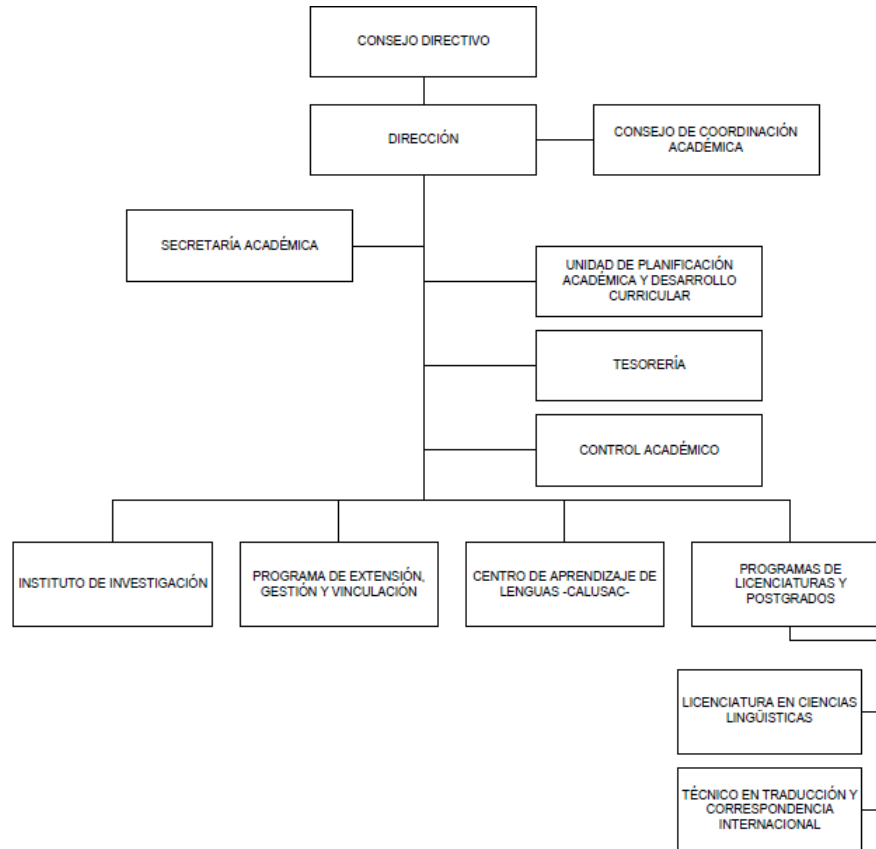 CONSEJO DIRECTIVO
DIRECCIÓN
CONSEJO DE COORDINACIÓN
ACADÉMICA
SECRETARÍA ACADÉMICA
UNIDAD DE PLANIFICACIÓN
ACADÉMICA Y DESARROLLO
CURRICULAR
TESORERÍA
CONTROL ACADÉMICO
INSTITUTO DE INVESTIGACIÓN
PROGRAMA DE EXTENSIÓN,
GESTIÓN Y VINCULACIÓN
CENTRO DE APRENDIZAJE DE
LENGUAS -CALUSAC-
PROGRAMAS DE
LICENCIATURAS Y
POSTGRADOS
LICENCIATURA EN CIENCIAS
LINGÜISTICAS
TÉCNICO EN TRADUCCIÓN Y
CORRESPONDENCIA
INTERNACIONAL